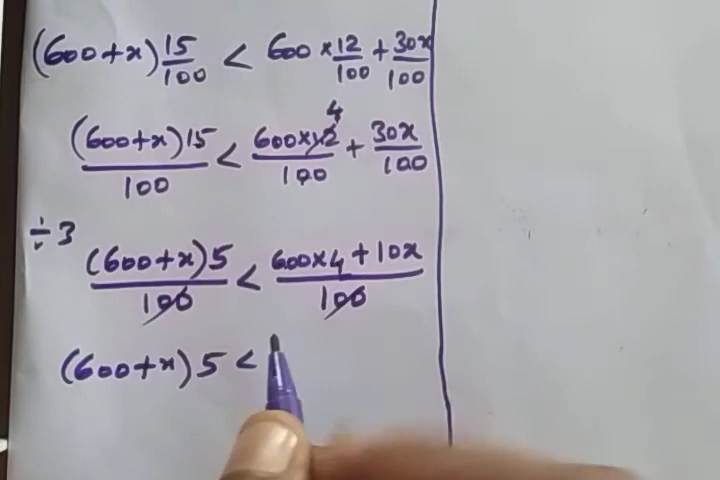 (600+x) 15/100 < 600 × 12/100 + 30x/100
(600+x) 15/100 < 600×12/100 + 30x/100
4
÷ 3
(600+x) 5/100 < 600×4+10x/100
(600+x) 5 <